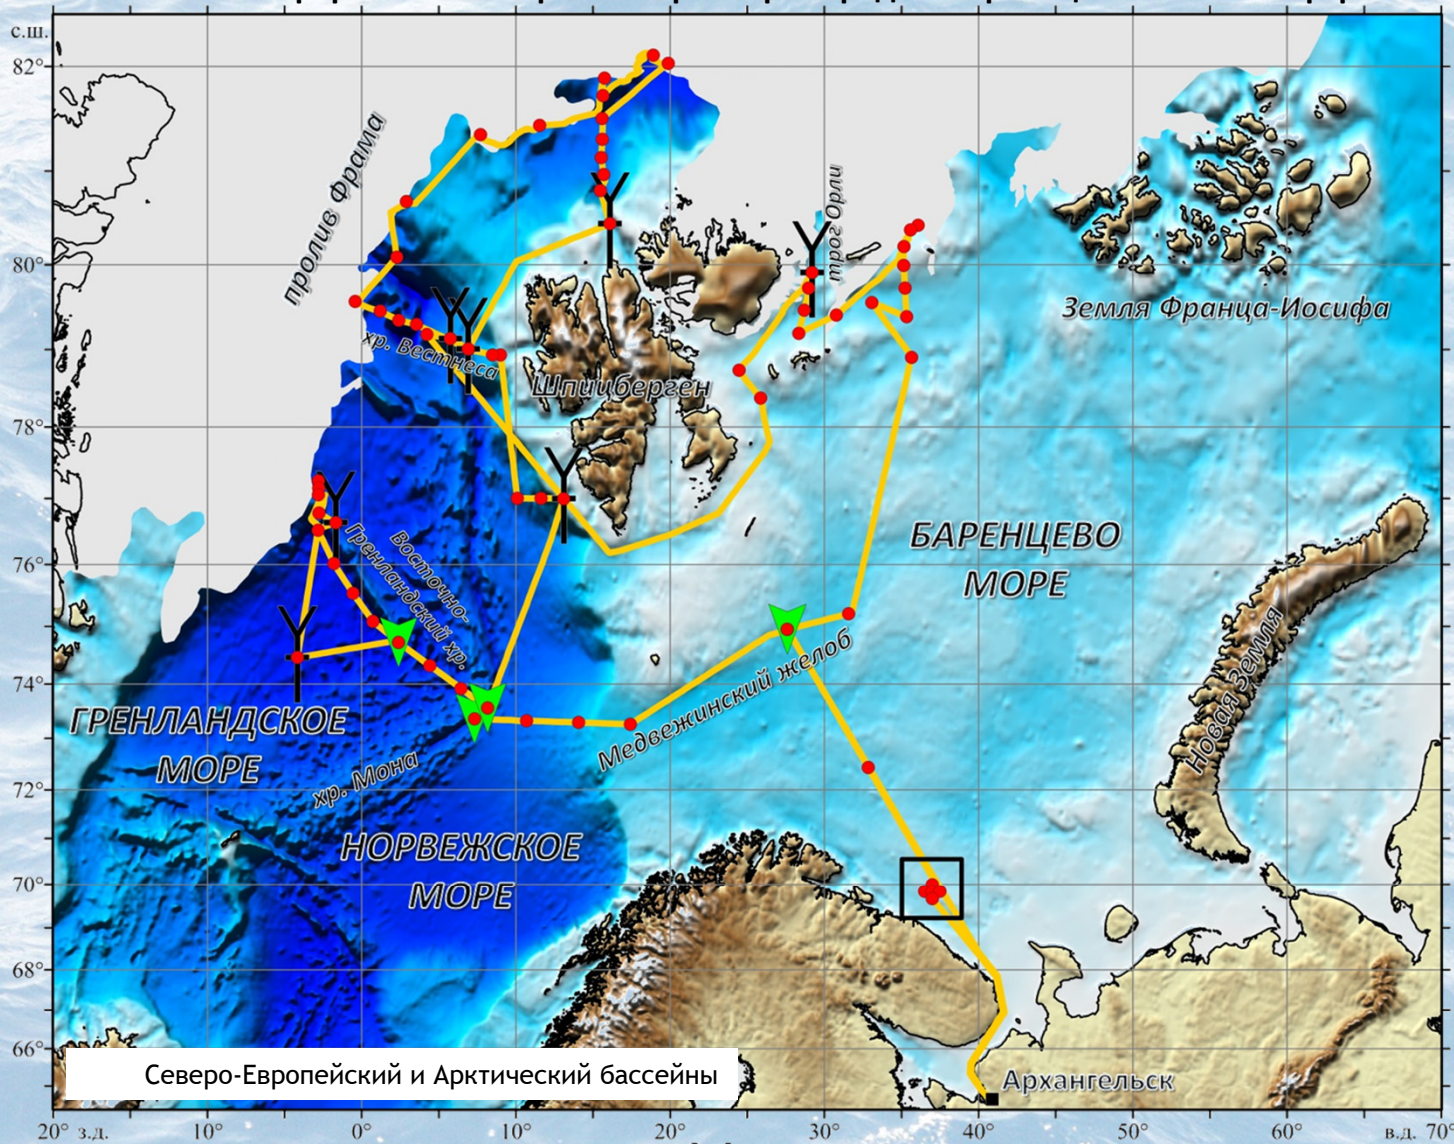 с.ш.
82°
80°
78°
76°
74°
72°
70°
68°
66°
пролив Фрама
трог Орли
Земля Франца-Иосифа
хр. Вестнеса
Шпицберген
БАРЕНЦЕВО
МОРЕ
Восточно-
Гренландский хр.
Медвежинский желоб
Новая Земля
ГРЕНЛАНДСКОЕ
МОРЕ
хр. Мона
НОРВЕЖСКОЕ
МОРЕ
Северо-Европейский и Арктический бассейны
Архангельск
20° з.д. 10° 0° 10° 20° 30° 40° 50° 60° в.д. 70°